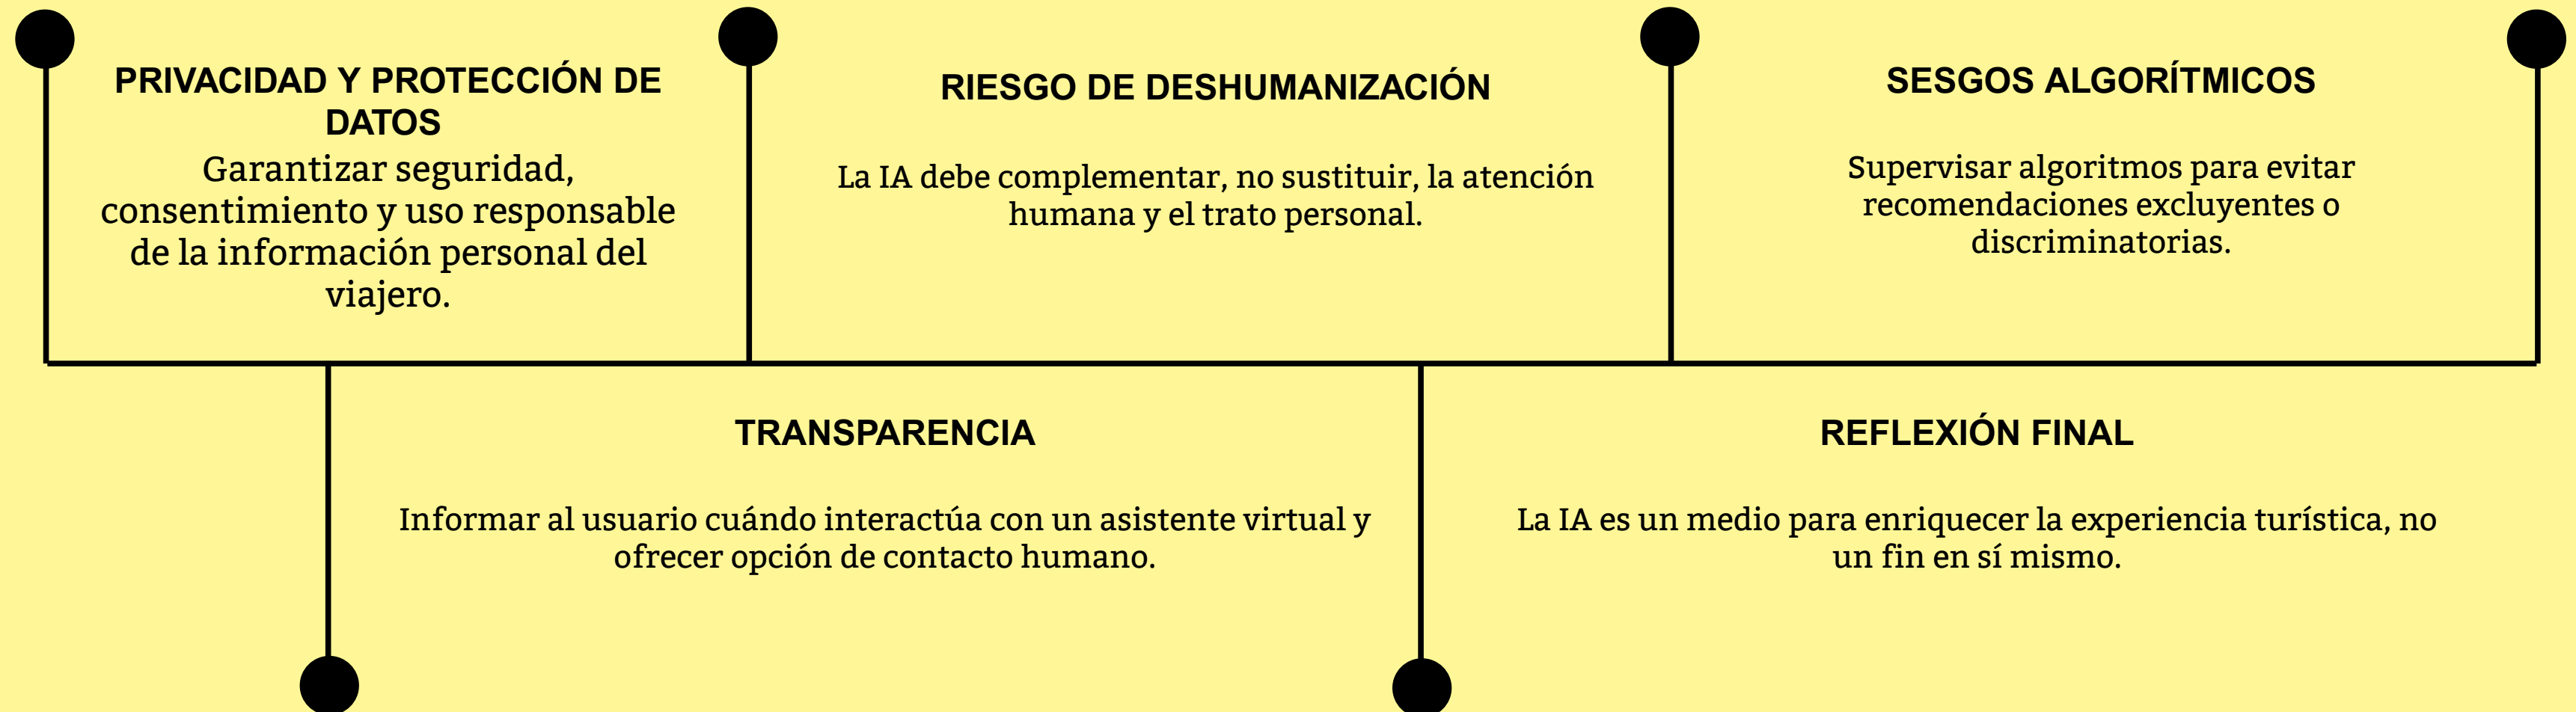 PRIVACIDAD Y PROTECCIÓN DE
DATOS
Garantizar seguridad,
consentimiento y uso responsable
de la información personal del
viajero.
RIESGO DE DESHUMANIZACIÓN
La IA debe complementar, no sustituir, la atención
humana y el trato personal.
SESGOS ALGORÍTMICOS
Supervisar algoritmos para evitar
recomendaciones excluyentes o
discriminatorias.
TRANSPARENCIA
Informar al usuario cuándo interactúa con un asistente virtual y
ofrecer opción de contacto humano.
REFLEXIÓN FINAL
La IA es un medio para enriquecer la experiencia turística, no
un fin en sí mismo.